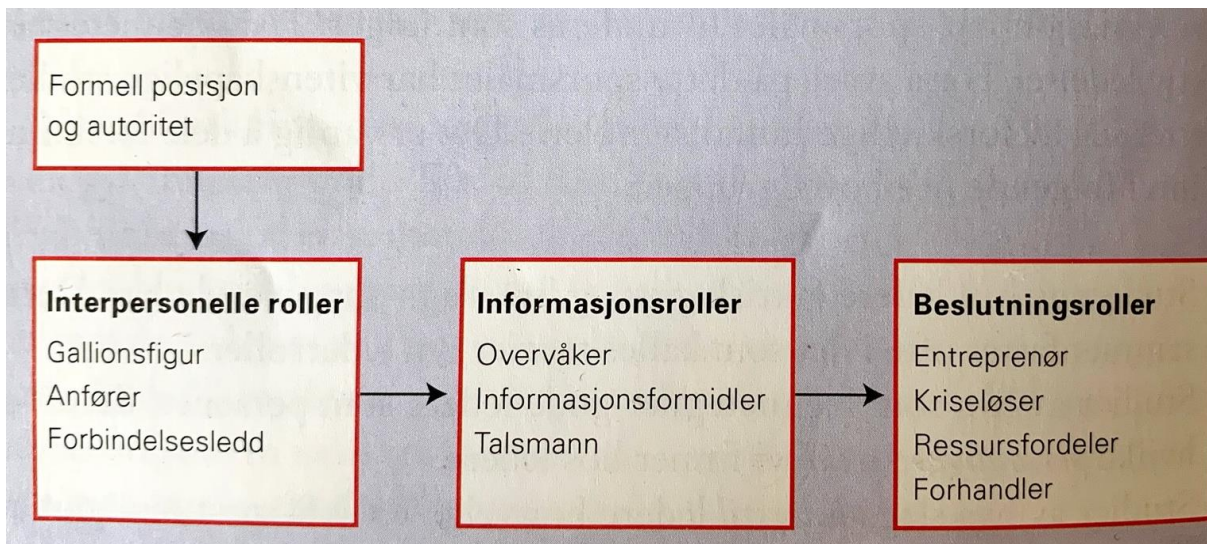 Formell posisjon
og autoritet
Interpersonelle roller
Gallionsfigur
Anfører
Forbindelsesledd
Informasjonsroller
Overvåker
Informasjonsformidler
Talsmann
Beslutningsroller
Entreprenør
Kriseløser
Ressursfordeler
Forhandler